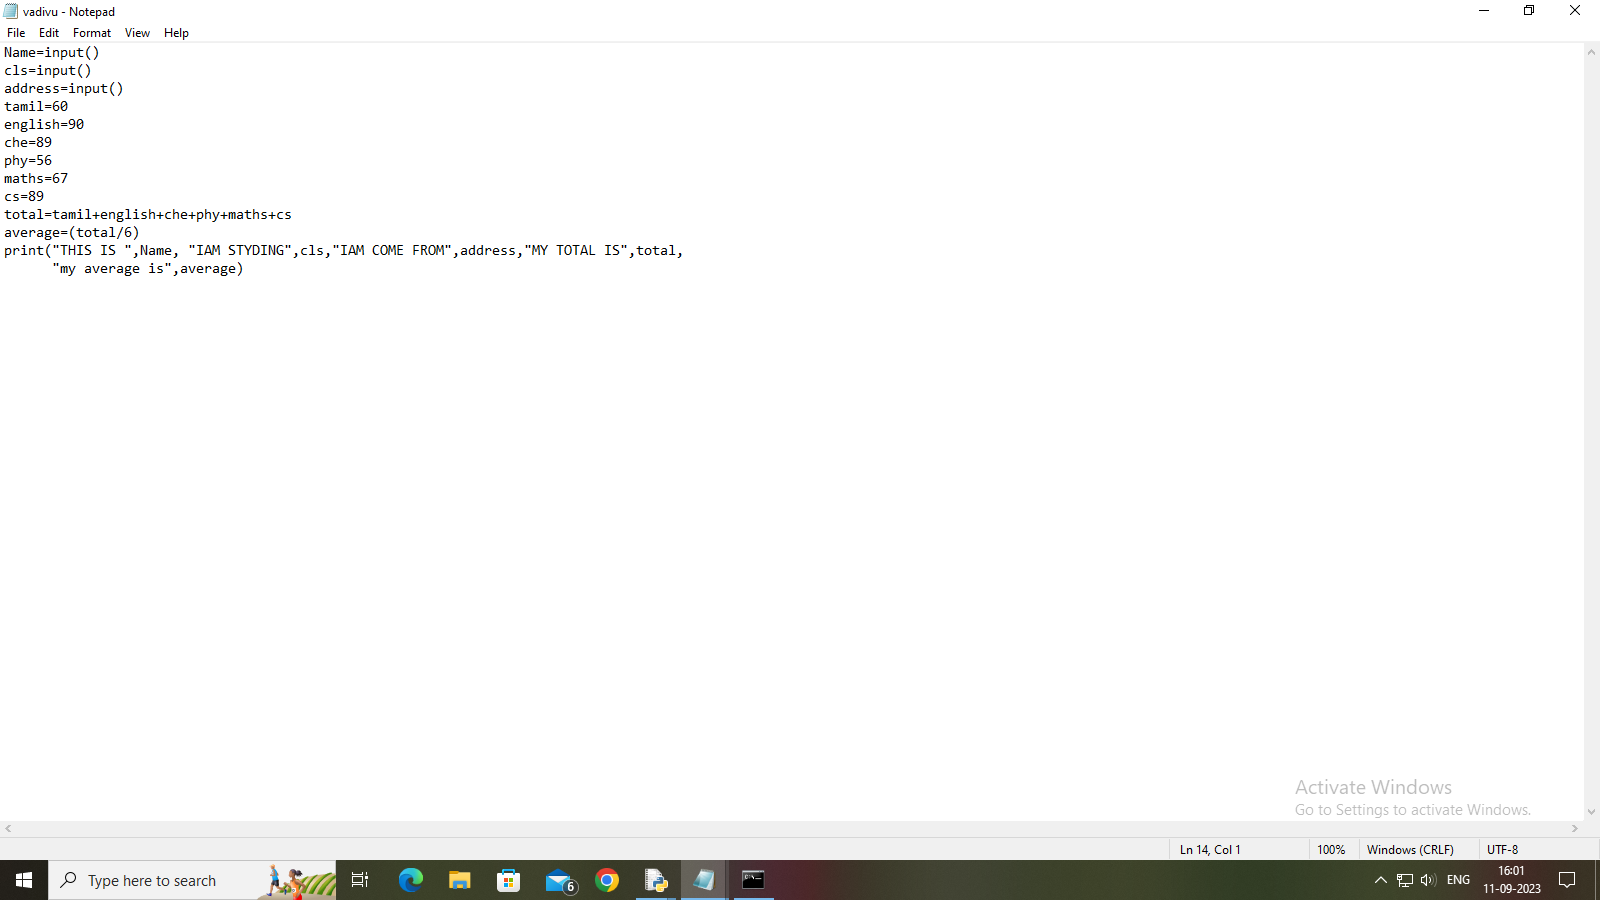 vadivu - Notepad
File Edit Format View Help
Name=input()
cls=input()
address=input()
tamil=60
english=90
che=89
phy=56
maths=67
cs=89
total=tamil+english+che+phy+maths+cs
average=(total/6)
print("THIS IS ",Name, "IAM STYDING",cls,"IAM COME FROM",address,"MY TOTAL IS",total,
      "my average is",average)
Activate Windows
Go to Settings to activate Windows.
Ln 14, Col 1 100% Windows (CRLF) UTF-8
Type here to search 6 ENG 16:01
11-09-2023